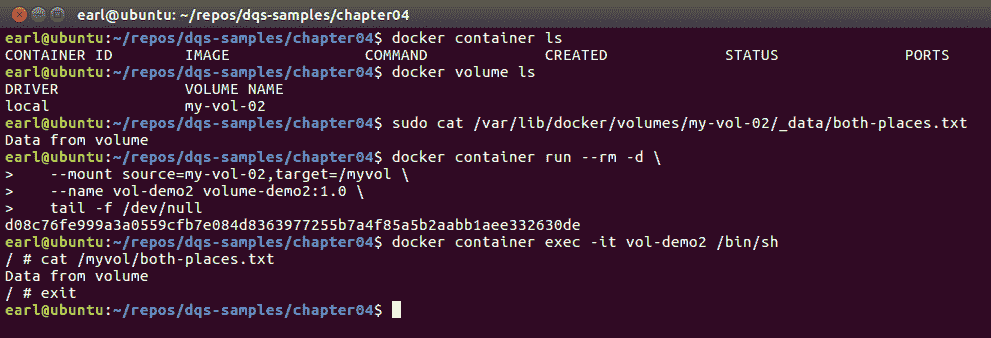 earl@ubuntu: ~/repos/dqs-samples/chapter04
earl@ubuntu:~/repos/dqs-samples/chapter04$ docker container ls
CONTAINER ID        IMAGE               COMMAND             CREATED             STATUS              PORTS
earl@ubuntu:~/repos/dqs-samples/chapter04$ docker volume ls
DRIVER              VOLUME NAME
local               my-vol-02
earl@ubuntu:~/repos/dqs-samples/chapter04$ sudo cat /var/lib/docker/volumes/my-vol-02/_data/both-places.txt
Data from volume
earl@ubuntu:~/repos/dqs-samples/chapter04$ docker container run --rm -d \
>    --mount source=my-vol-02,target=/myvol \
>    --name vol-demo2 volume-demo2:1.0 \
>    tail -f /dev/null
d08c76fe999a3a0559cfb7e084d8363977255b7a4f85a5b2aabb1aee332630de
earl@ubuntu:~/repos/dqs-samples/chapter04$ docker container exec -it vol-demo2 /bin/sh
/ # cat /myvol/both-places.txt
Data from volume
/ # exit
earl@ubuntu:~/repos/dqs-samples/chapter04$